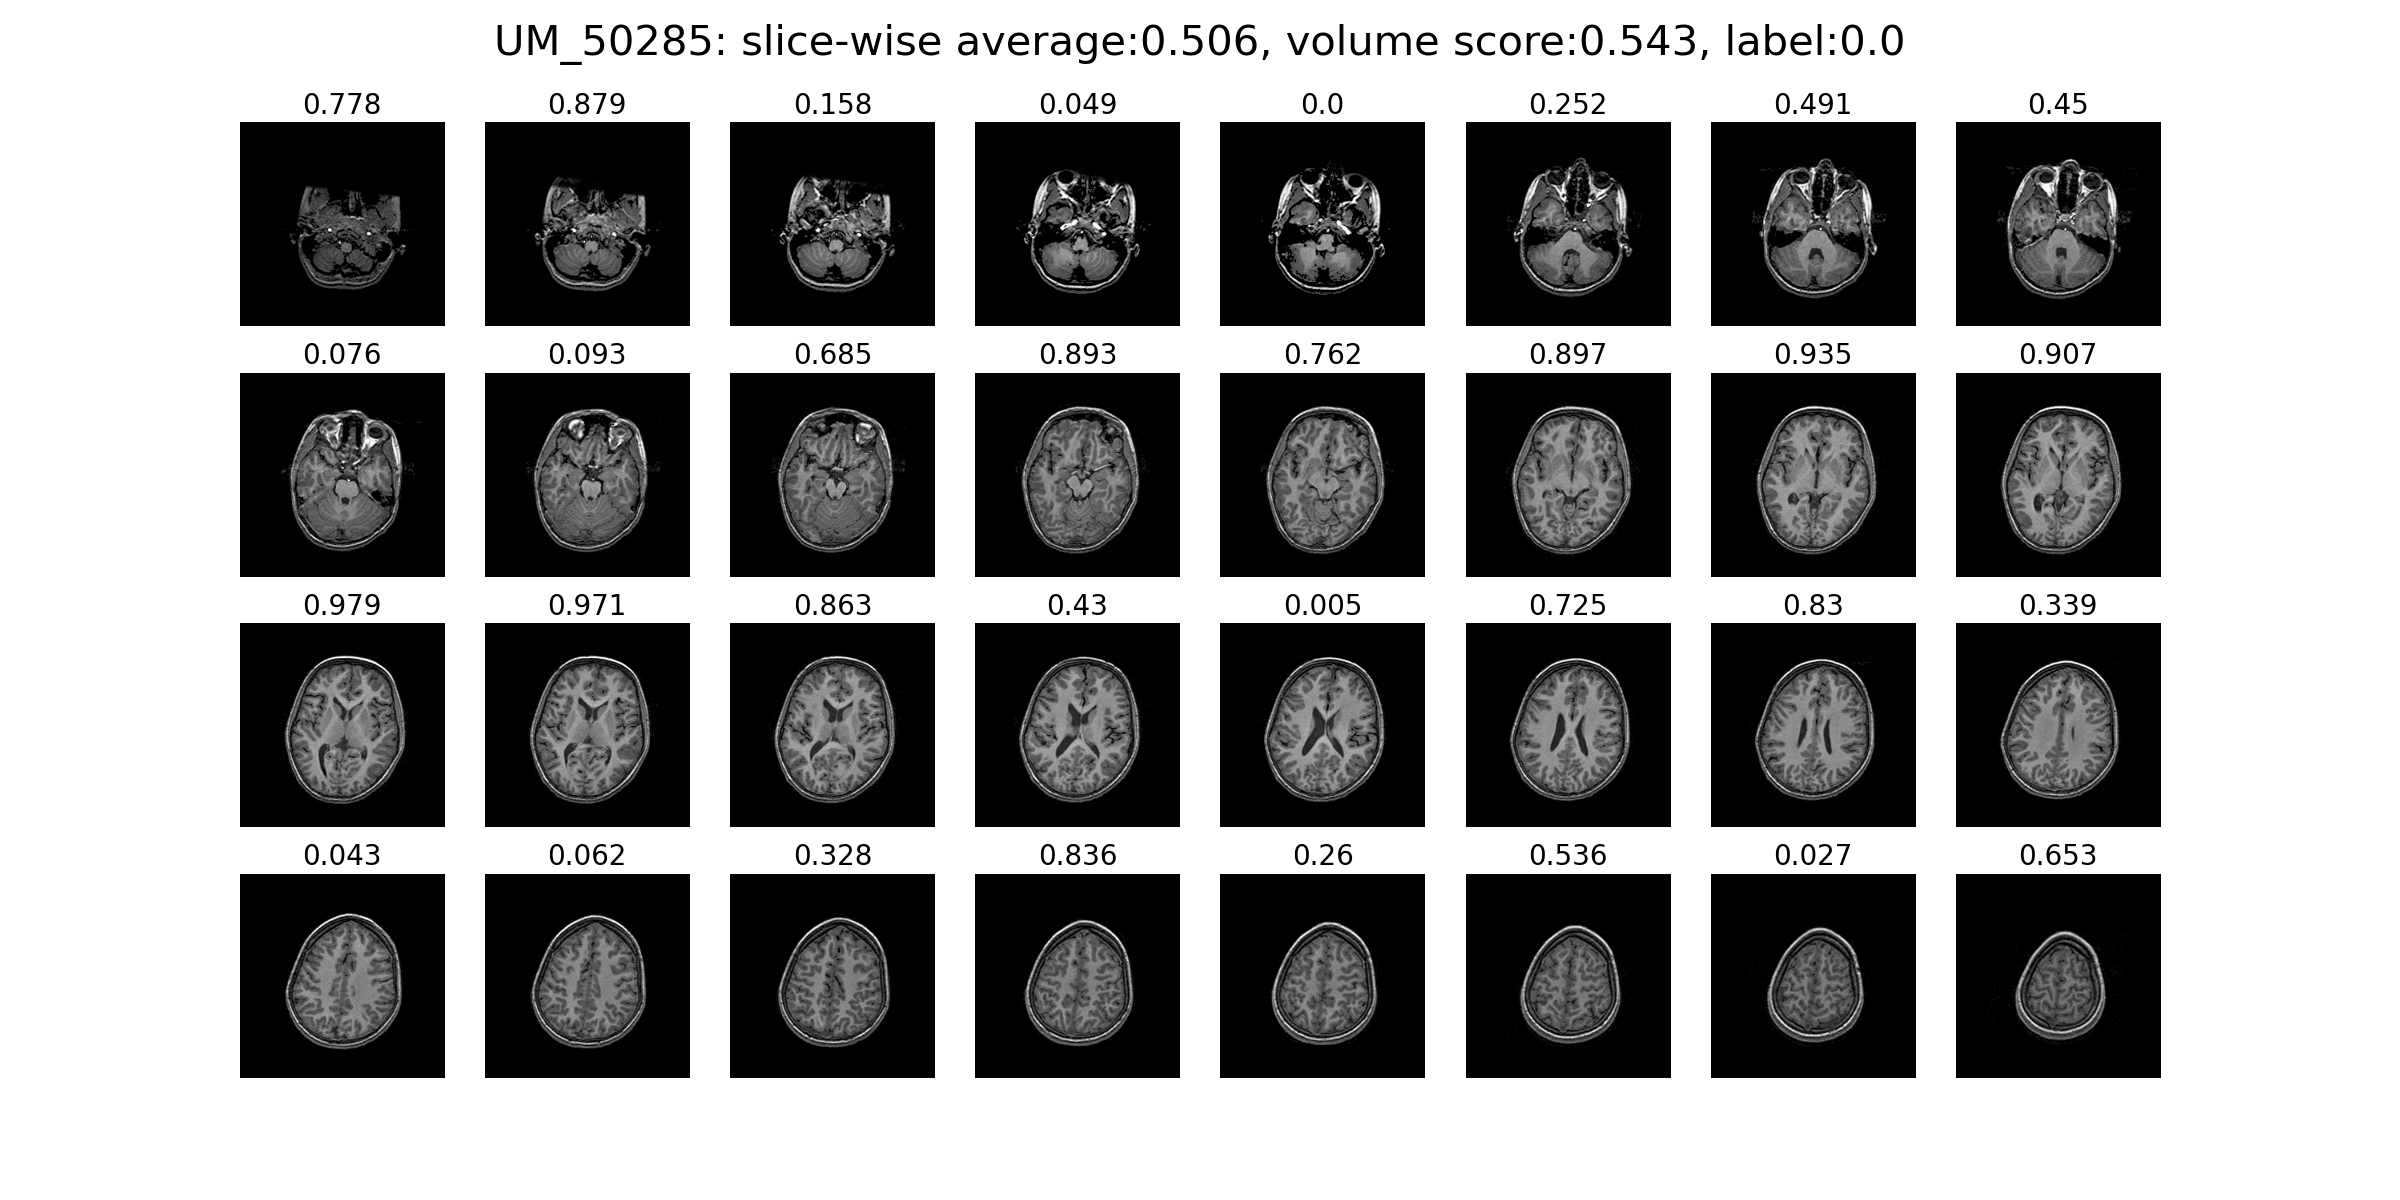 UM_50285: slice-wise average:0.506, volume score:0.543, label:0.0
0.778 0.879 0.158 0.049 0.0 0.252 0.491 0.45
0.076 0.093 0.685 0.893 0.762 0.897 0.935 0.907
0.979 0.971 0.863 0.43 0.005 0.725 0.83 0.339
0.043 0.062 0.328 0.836 0.26 0.536 0.027 0.653